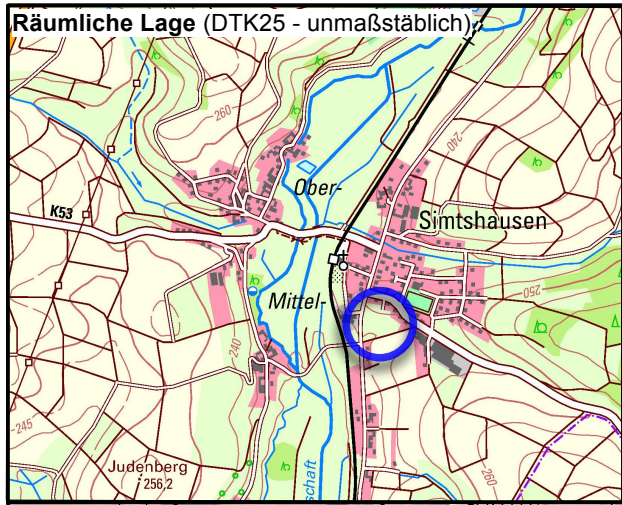 Räumliche Lage (DTK25 - unmaßstäblich)
260
240
Ober-
Simtshausen
K53
Mittel-
250
240
245
Judenberg
256,2
schaft
260